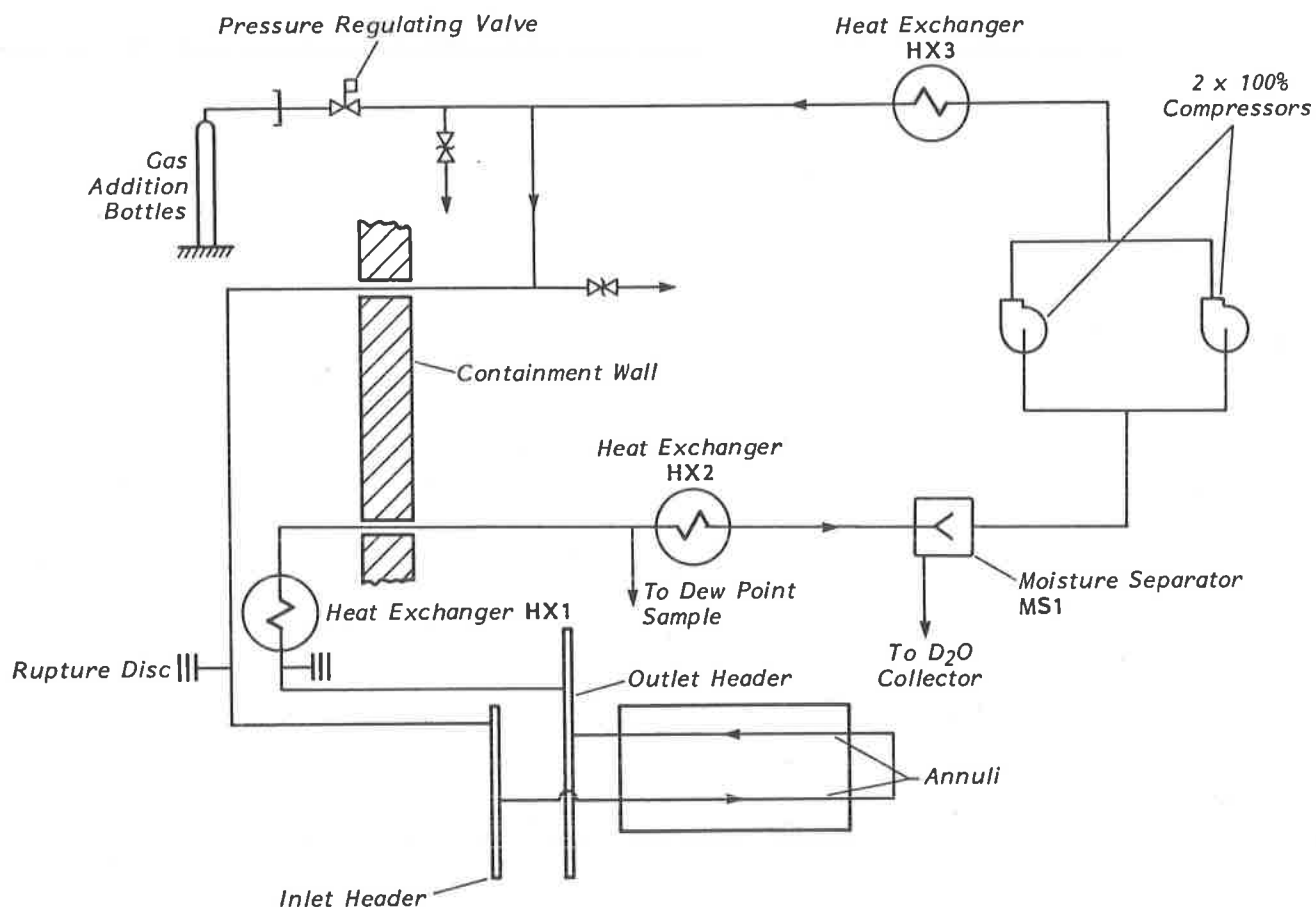 Pressure Regulating Valve
Heat Exchanger
HX3
2 x 100%
Compressors
Gas
Addition
Bottles
Containment Wall
Heat Exchanger
HX2
To Dew Point
Sample
Moisture Separator
MS1
Heat Exchanger HX1
To D₂O
Collector
Rupture Disc
Outlet Header
Annuli
Inlet Header